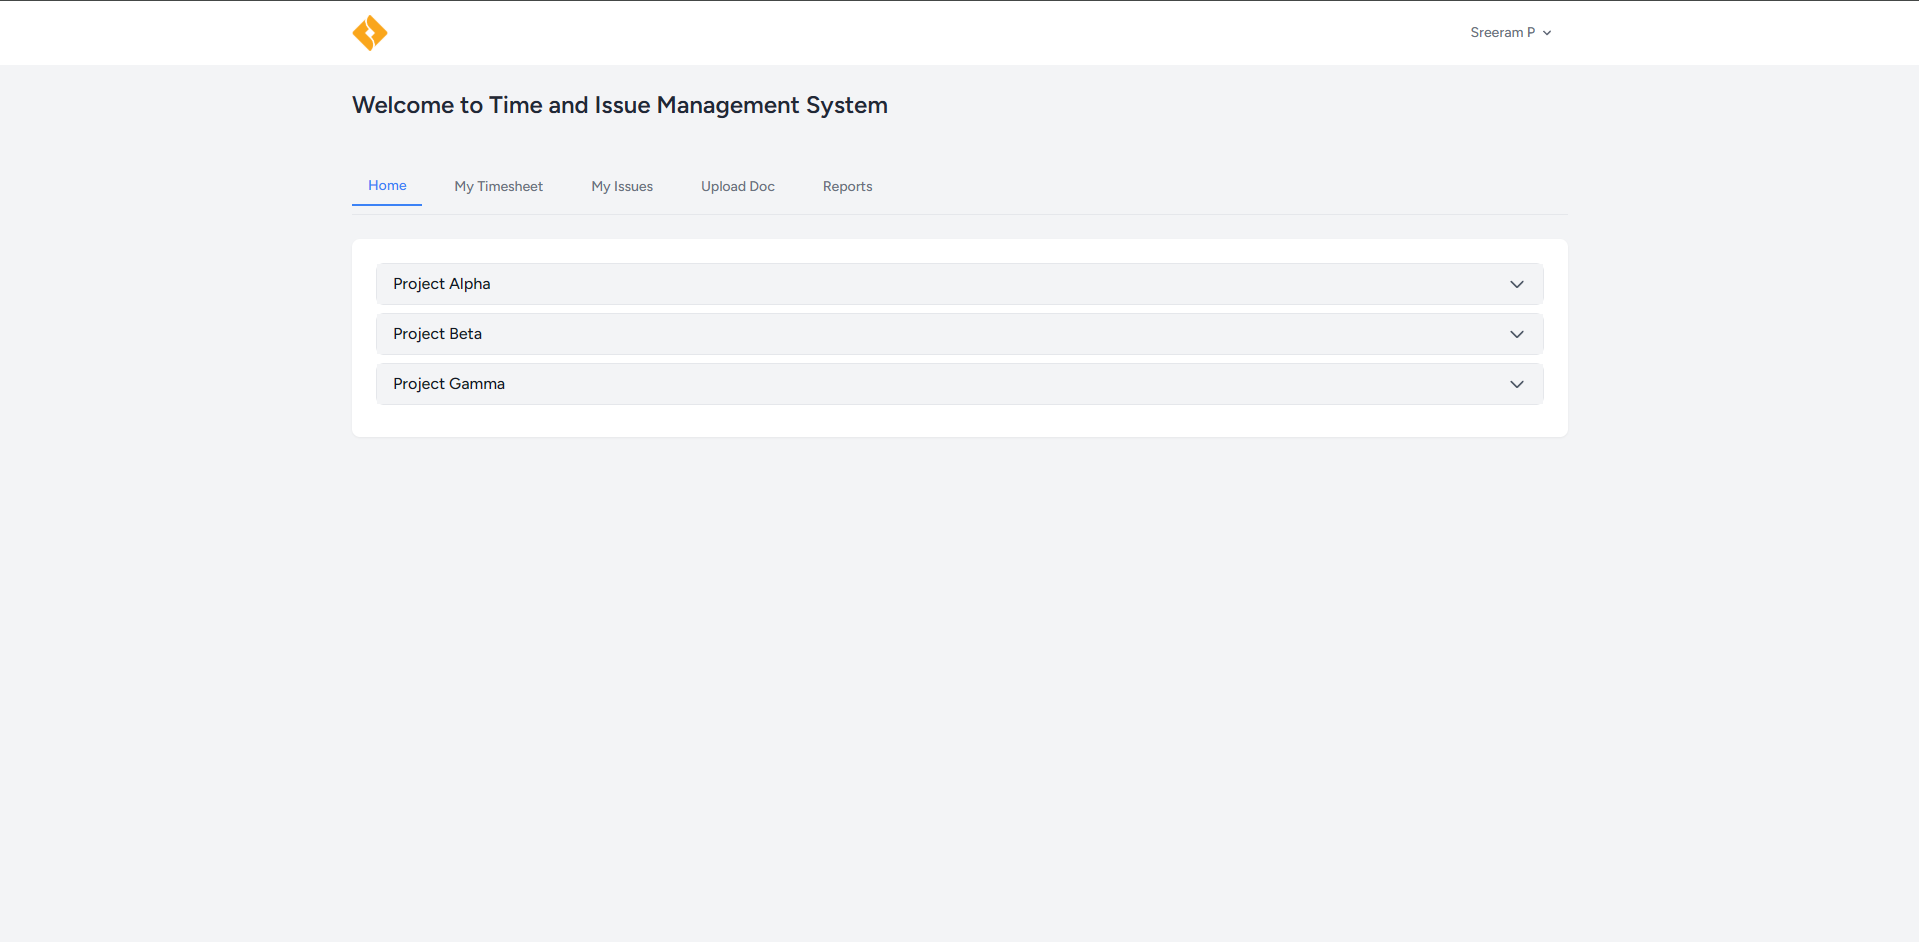 Sreeram P
Welcome to Time and Issue Management System
Home My Timesheet My Issues Upload Doc Reports
Project Alpha
Project Beta
Project Gamma